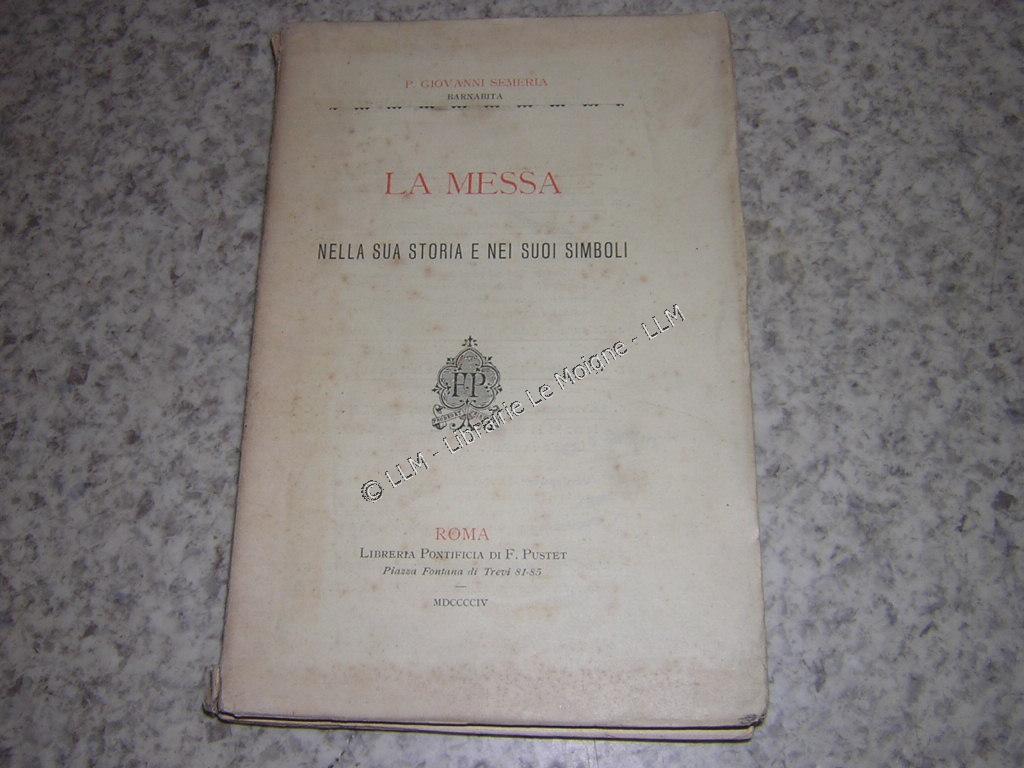 P. GIOVANNI SEMERIA
BARNABITA
LA MESSA
NELLA SUA STORIA E NEI SUOI SIMBOLI
FP
© LLM - Librairie Le Moigne - LLM
ROMA
LIBRERIA PONTIFICIA DI F. PUSTET
Piazza Fontana di Trevi 81-85
MDCCCCIV